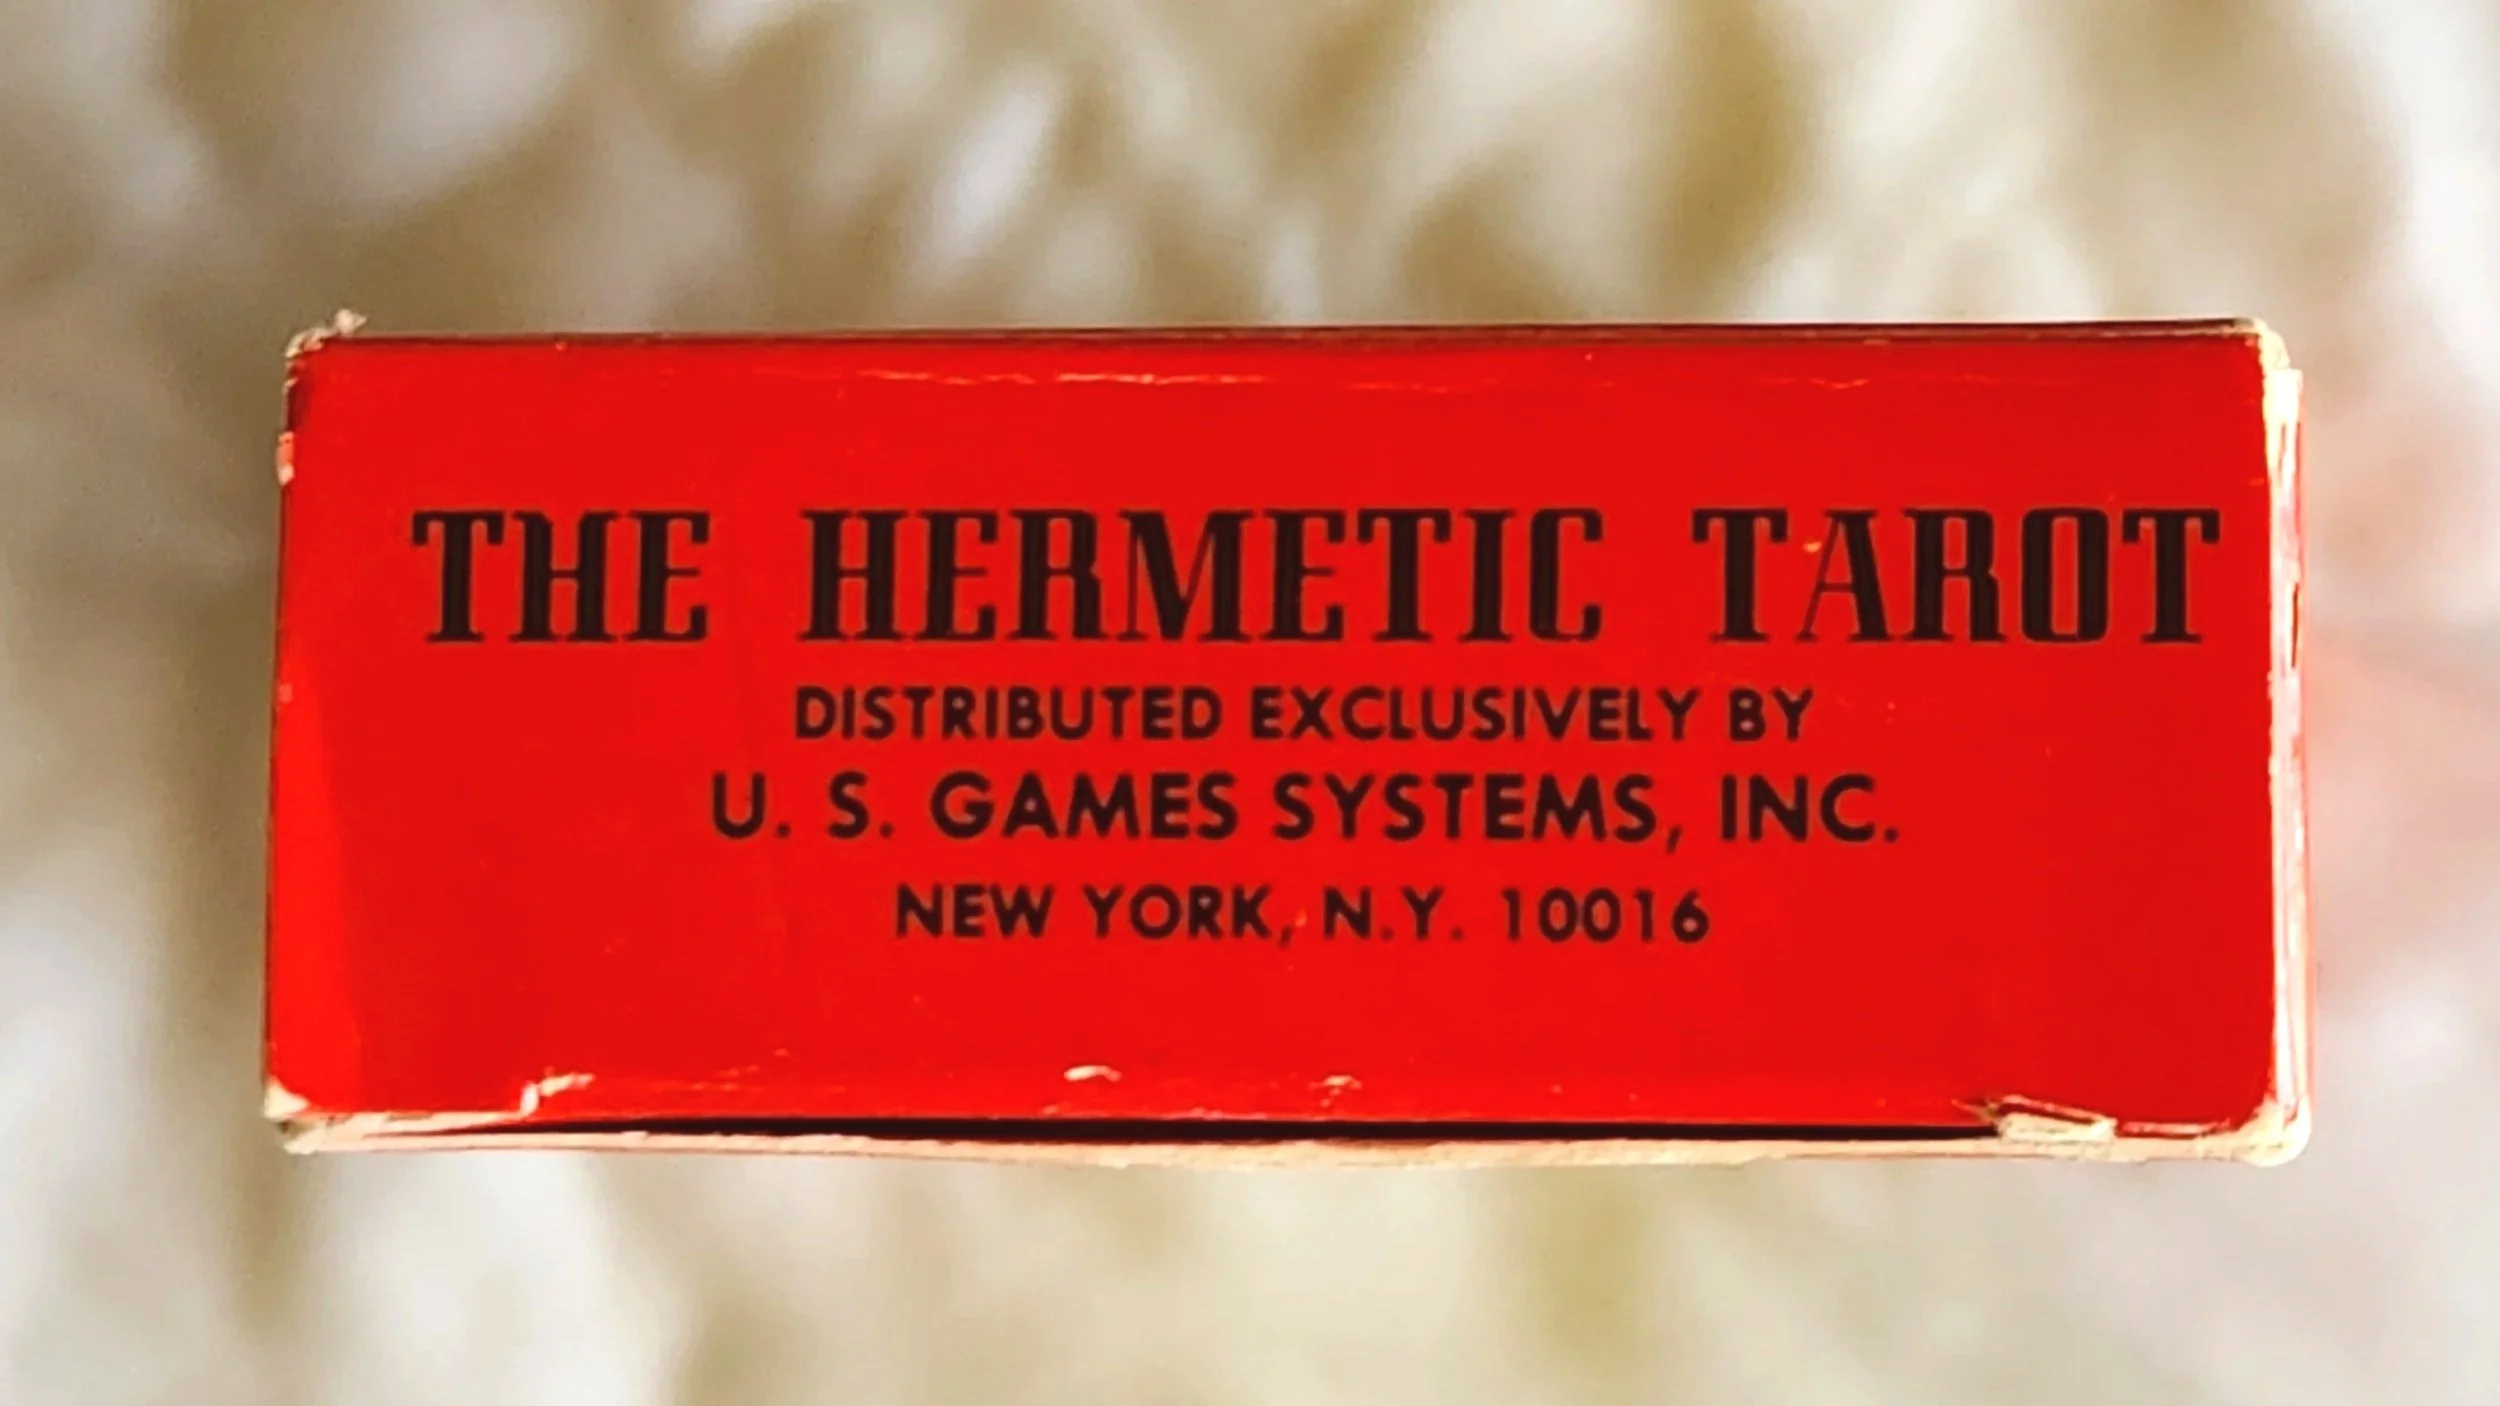 THE HERMETIC TAROT
DISTRIBUTED EXCLUSIVELY BY
U. S. GAMES SYSTEMS, INC.
NEW YORK, N.Y. 10016